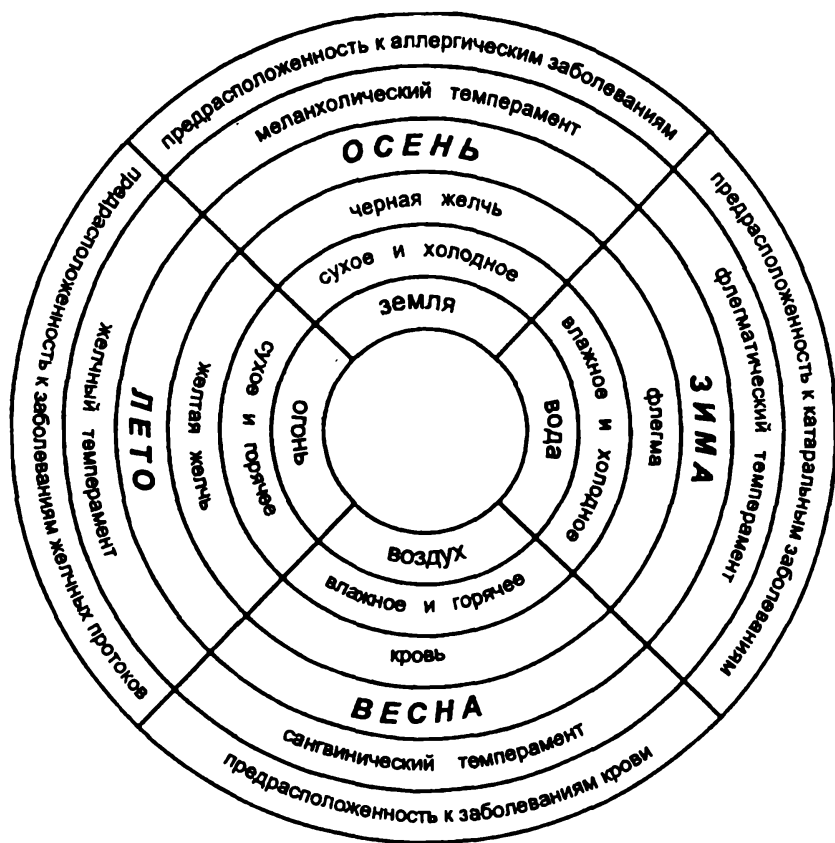 предрасположенность к аллергическим заболеваниям
меланхолический темперамент
ОСЕНЬ
черная желчь
сухое и холодное
земля
предрасположенность к катаральным заболеваниям
флегматический темперамент
ЗИМА
флегма
влажное и холодное
вода
воздух
влажное и горячее
кровь
ВЕСНА
сангвинический темперамент
предрасположенность к заболеваниям крови
предрасположенность к заболеваниям желчных протоков
желчный темперамент
ЛЕТО
желтая желчь
сухое и горячее
огонь